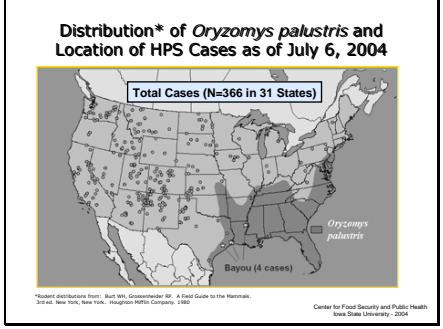 Distribution* of Oryzomys palustris and
Location of HPS Cases as of July 6, 2004
Total Cases (N=366 in 31 States)
Oryzomys
palustris
Bayou (4 cases)
*Rodent distributions from: Burt WH, Grossenheider RP. A Field Guide to the Mammals.
3rd ed. New York, New York. Houghton Mifflin Company. 1980
Center for Food Security and Public Health
Iowa State University - 2004